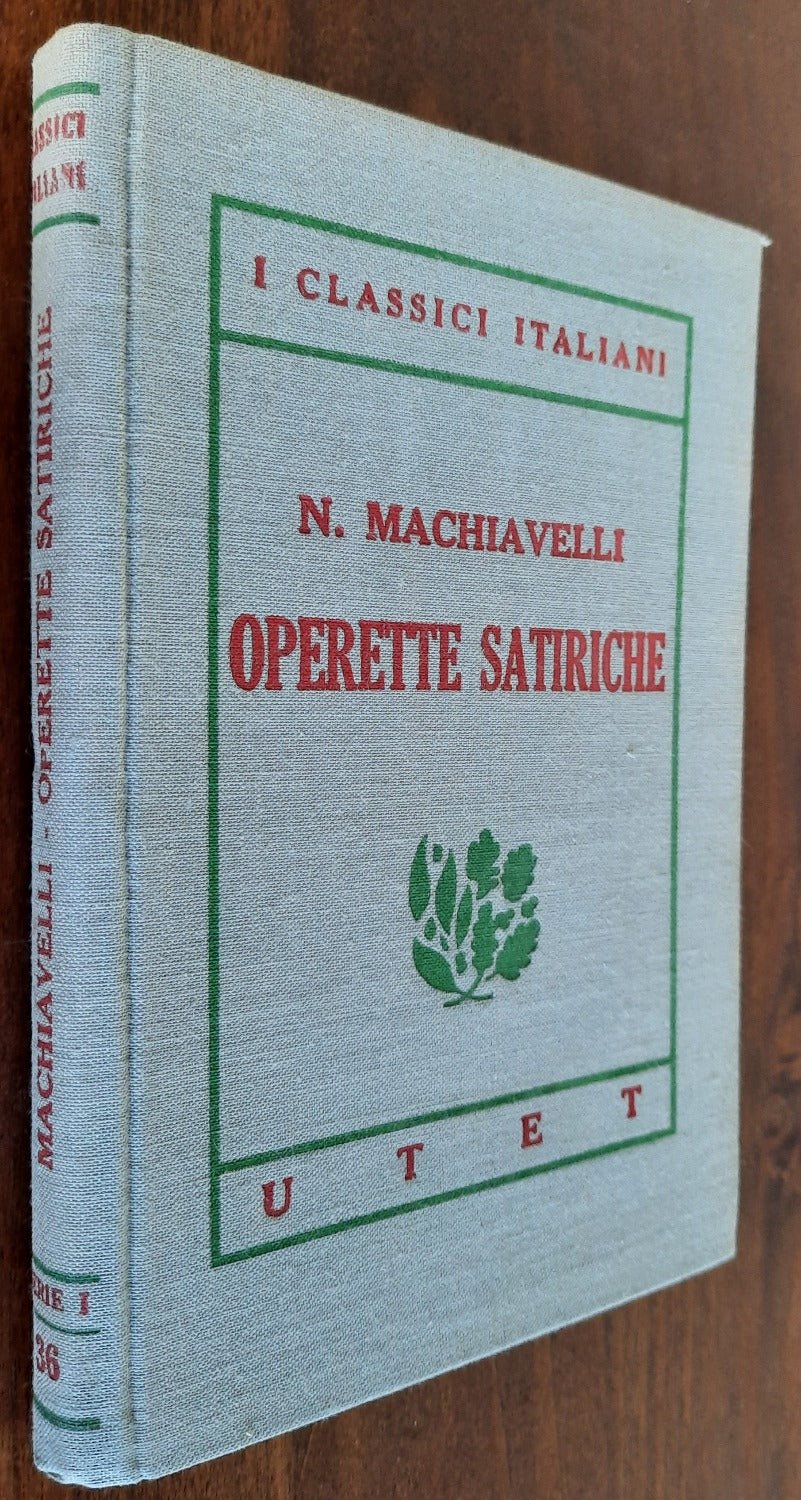 I CLASSICI ITALIANI
N. MACHIAVELLI
OPERETTE SATIRICHE
U T E T
MACHIAVELLI - OPERETTE SATIRICHE
36